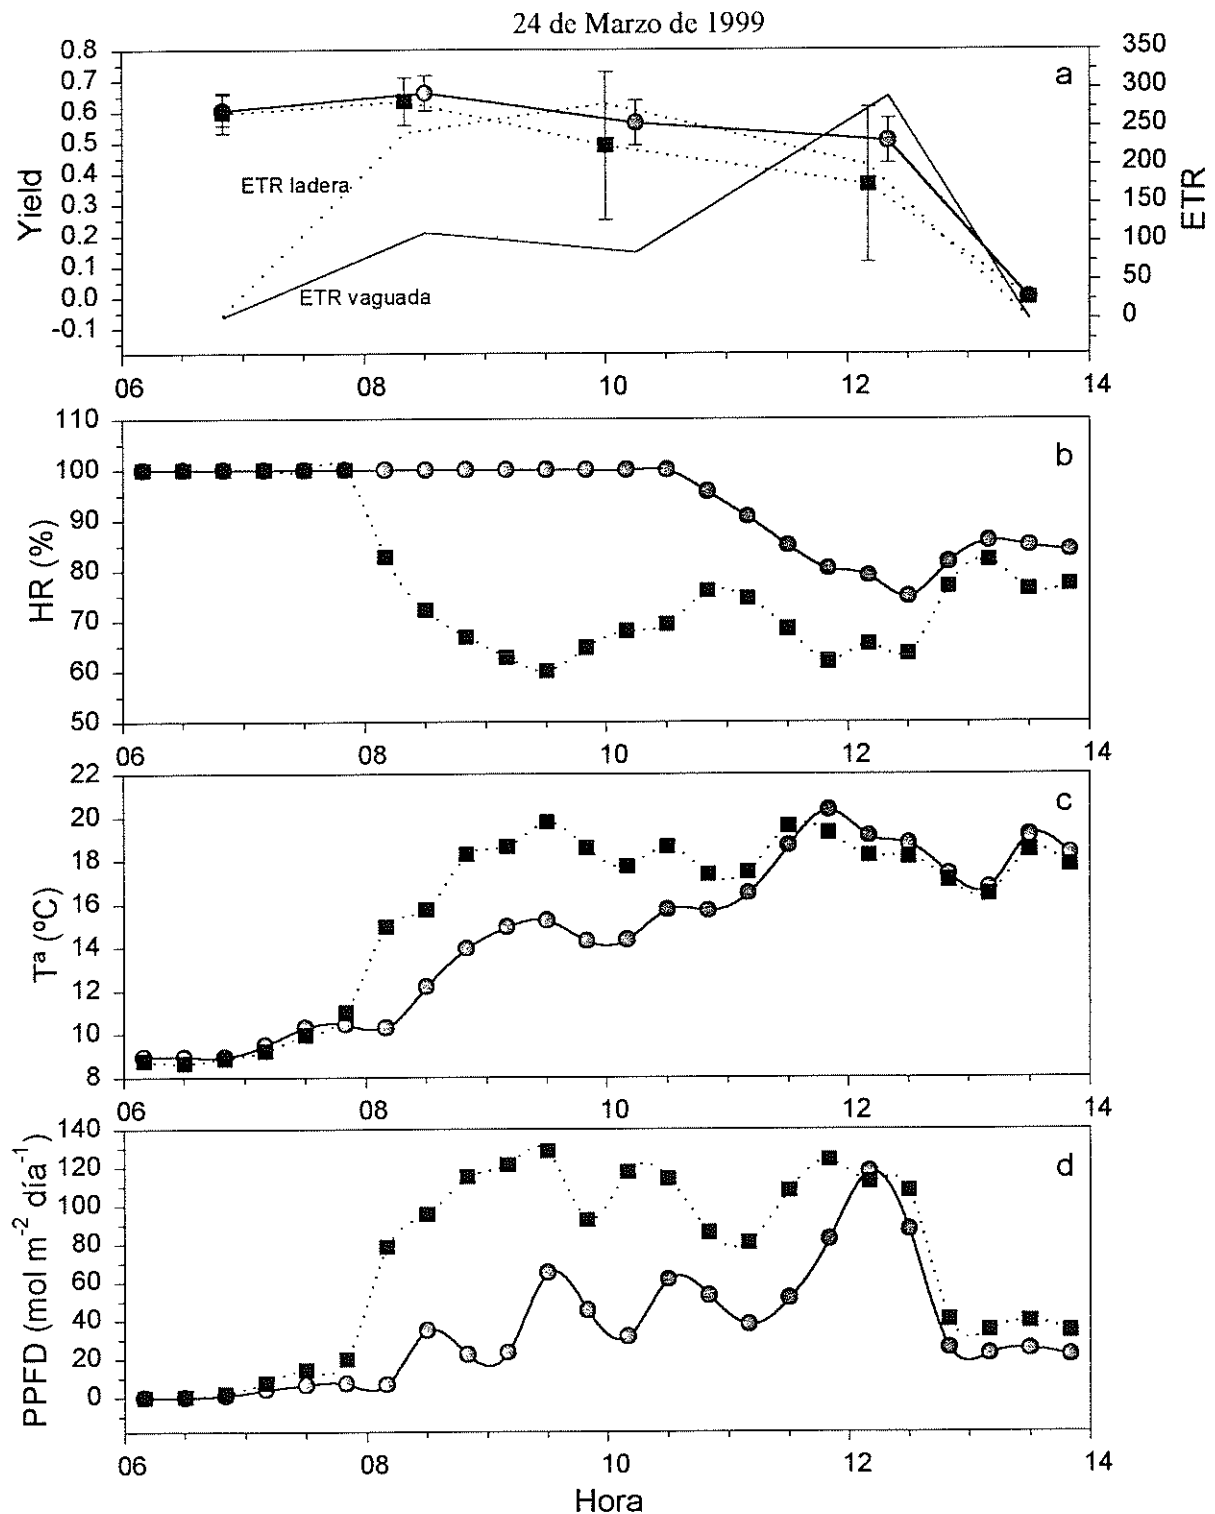 24 de Marzo de 1999
0.8
0.7
0.6
0.5
0.4
0.3
0.2
0.1
0.0
-0.1
Yield
a
ETR ladera
ETR vaguada
350
300
250
200
150
100
50
0
ETR
06 08 10 12 14
110
100
90
80
70
60
50
HR (%)
b
06 08 10 12 14
22
20
18
16
14
12
10
8
Tª (ºC)
c
06 08 10 12 14
140
120
100
80
60
40
20
0
PPFD (mol m⁻² día⁻¹)
d
06 08 10 12 14
Hora